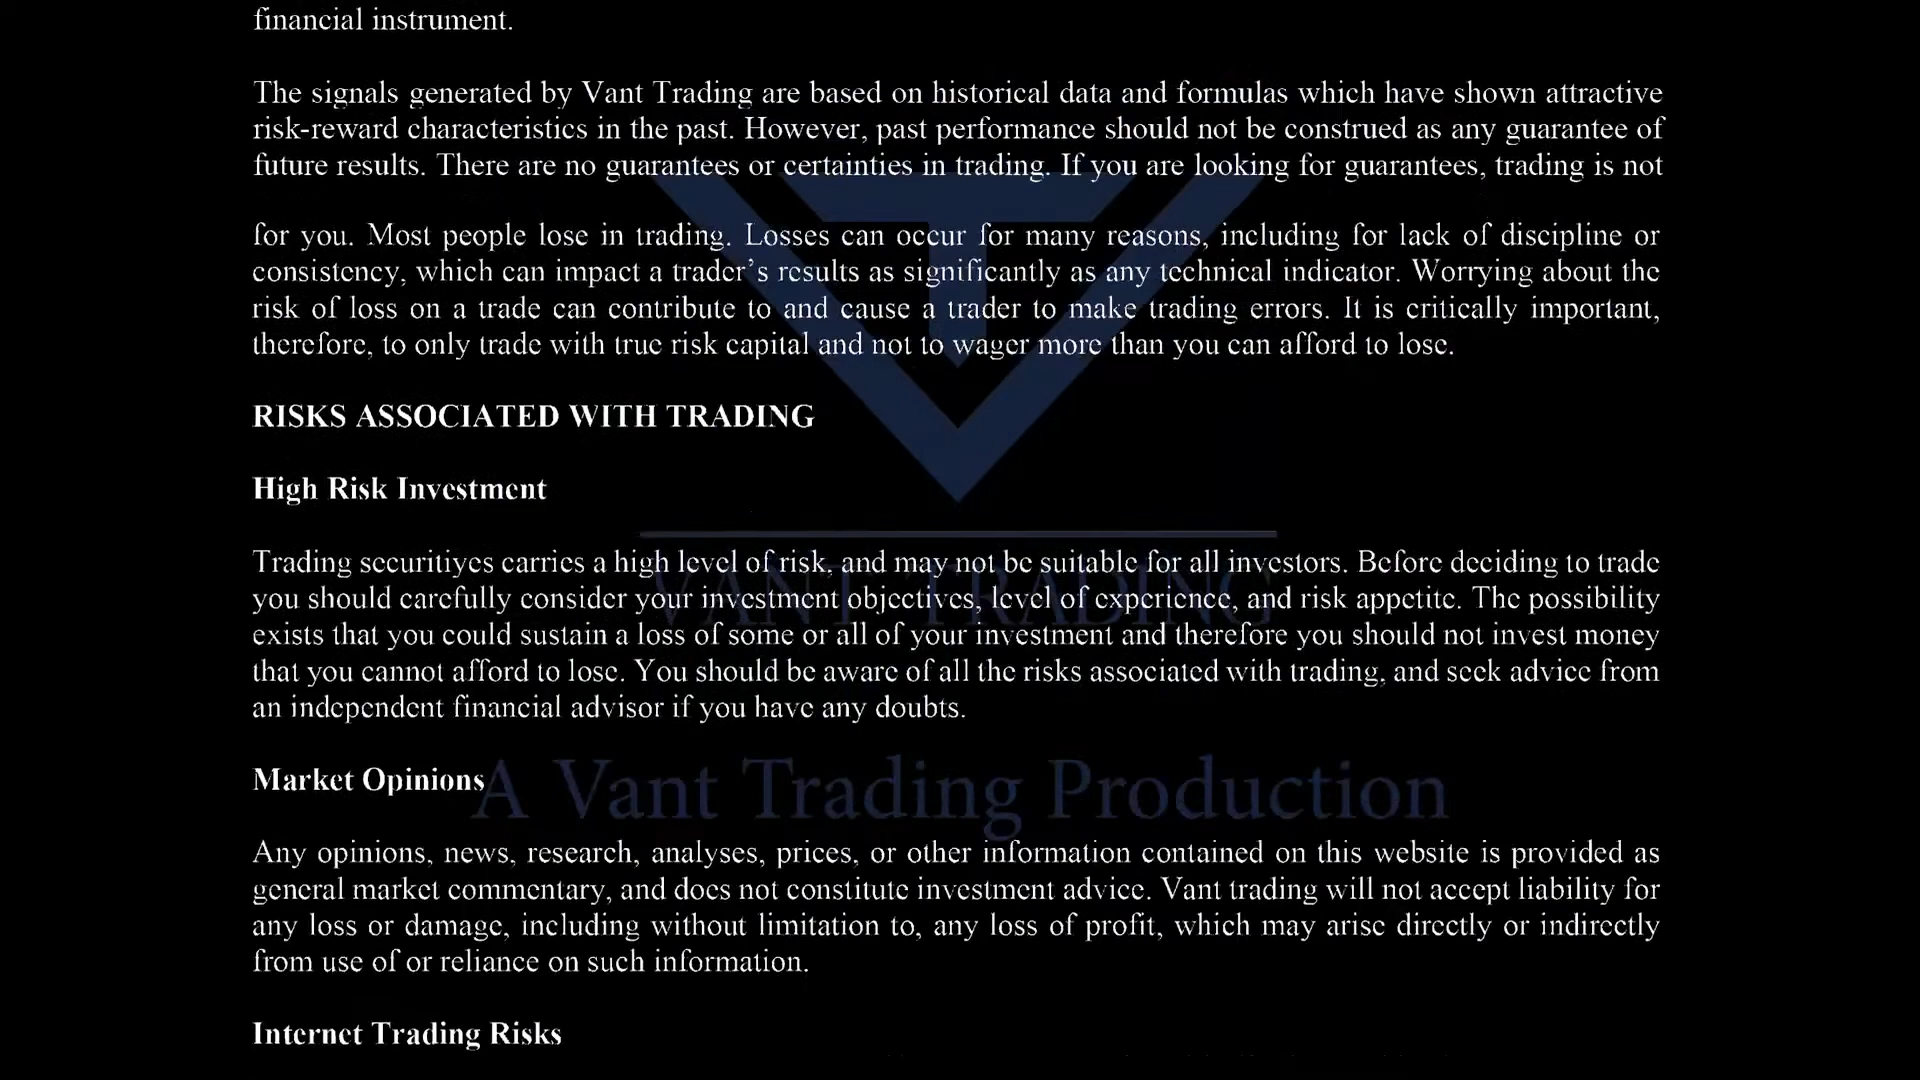 financial instrument.
The signals generated by Vant Trading are based on historical data and formulas which have shown attractive
risk-reward characteristics in the past. However, past performance should not be construed as any guarantee of
future results. There are no guarantees or certainties in trading. If you are looking for guarantees, trading is not
for you. Most people lose in trading. Losses can occur for many reasons, including for lack of discipline or
consistency, which can impact a trader’s results as significantly as any technical indicator. Worrying about the
risk of loss on a trade can contribute to and cause a trader to make trading errors. It is critically important,
therefore, to only trade with true risk capital and not to wager more than you can afford to lose.
RISKS ASSOCIATED WITH TRADING
High Risk Investment
Trading securitiyes carries a high level of risk, and may not be suitable for all investors. Before deciding to trade
you should carefully consider your investment objectives, level of experience, and risk appetite. The possibility
exists that you could sustain a loss of some or all of your investment and therefore you should not invest money
that you cannot afford to lose. You should be aware of all the risks associated with trading, and seek advice from
an independent financial advisor if you have any doubts.
VANT TRADING
Market Opinions
A Vant Trading Production
Any opinions, news, research, analyses, prices, or other information contained on this website is provided as
general market commentary, and does not constitute investment advice. Vant trading will not accept liability for
any loss or damage, including without limitation to, any loss of profit, which may arise directly or indirectly
from use of or reliance on such information.
Internet Trading Risks